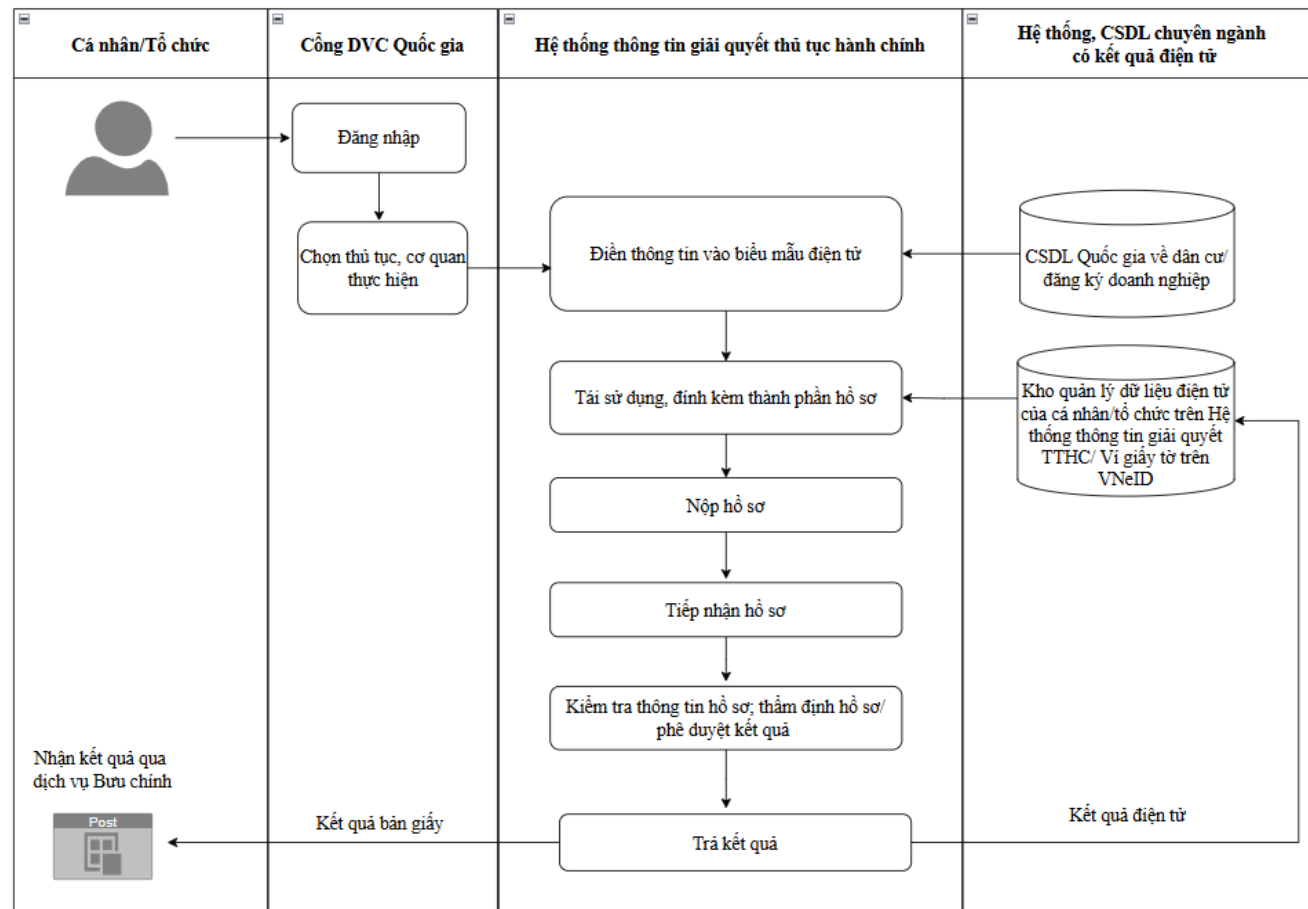 Cá nhân/Tổ chức
Cổng DVC Quốc gia
Hệ thống thông tin giải quyết thủ tục hành chính
Hệ thống, CSDL chuyên ngành
có kết quả điện tử
Đăng nhập
Chọn thủ tục, cơ quan
thực hiện
Điền thông tin vào biểu mẫu điện tử
CSDL Quốc gia về dân cư/
đăng ký doanh nghiệp
Tái sử dụng, đính kèm thành phần hồ sơ
Kho quản lý dữ liệu điện tử
của cá nhân/tổ chức trên Hệ
thống thông tin giải quyết
TTHC/ Ví giấy tờ trên
VNeID
Nộp hồ sơ
Tiếp nhận hồ sơ
Kiểm tra thông tin hồ sơ; thẩm định hồ sơ/
phê duyệt kết quả
Nhận kết quả qua
dịch vụ Bưu chính
Post
Kết quả bản giấy
Trả kết quả
Kết quả điện tử